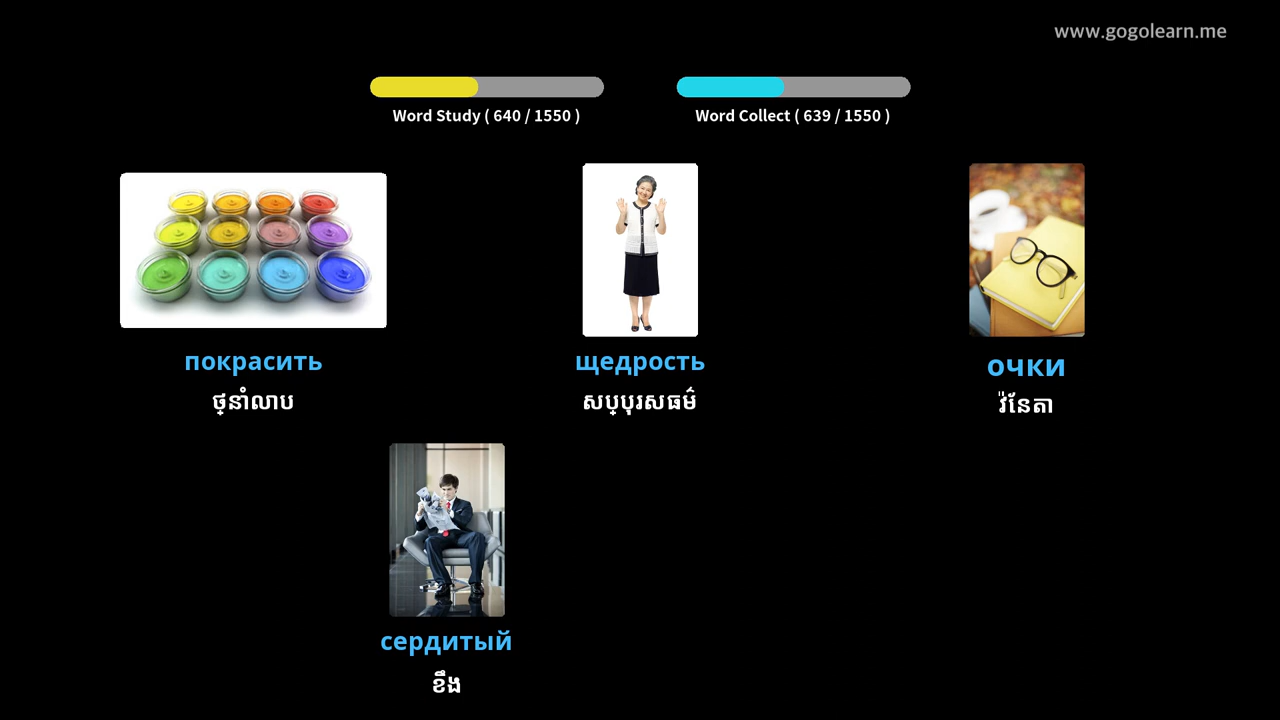 www.gogolearn.me
Word Study ( 640 / 1550 )
Word Collect ( 639 / 1550 )
покрасить
ថ្នាំលាប
щедрость
សប្បុរសធម៌
очки
វ៉ែនតា
сердитый
ខឹង